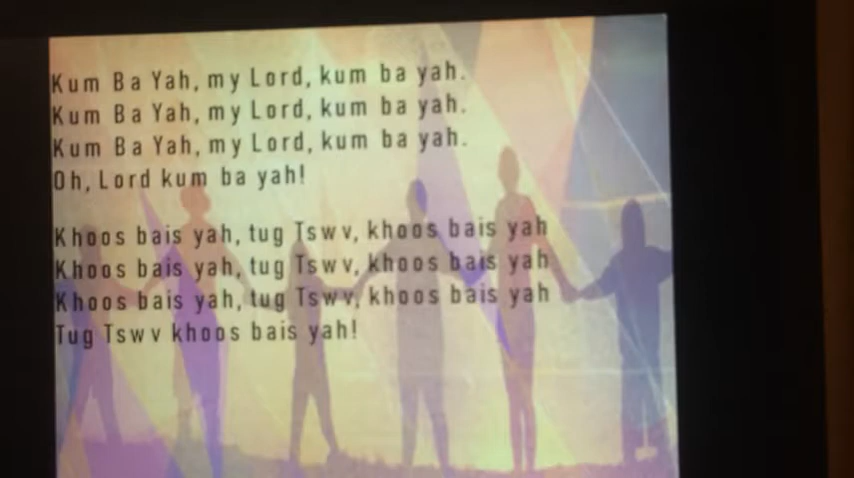 Kum Ba Yah, my Lord, kum ba yah.
Kum Ba Yah, my Lord, kum ba yah.
Kum Ba Yah, my Lord, kum ba yah.
Oh, Lord kum ba yah!
Khoos bais yah, tug Tswv, khoos bais yah
Khoos bais yah, tug Tswv, khoos bais yah
Khoos bais yah, tug Tswv, khoos bais yah
Tug Tswv khoos bais yah!